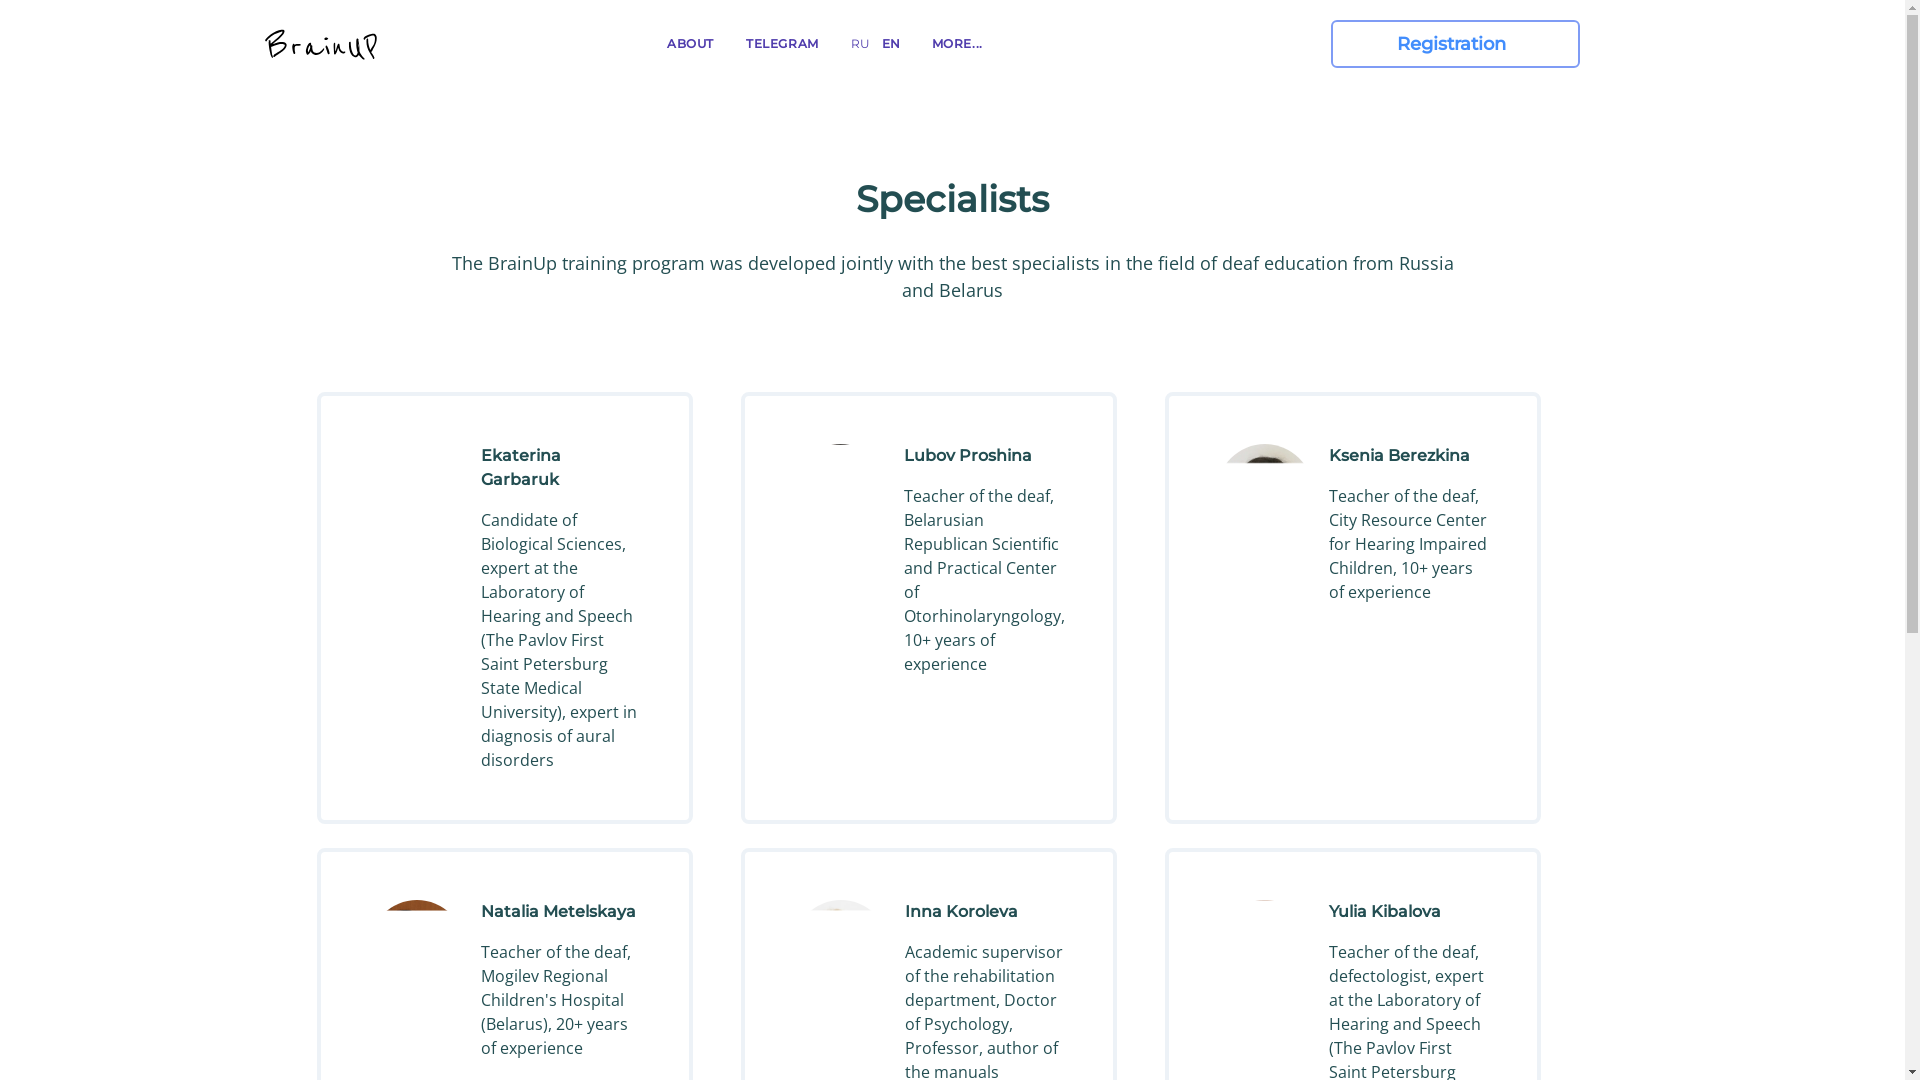 BrainUP
ABOUT
TELEGRAM
RU
EN
MORE...
Registration
Specialists
The BrainUp training program was developed jointly with the best specialists in the field of deaf education from Russia
and Belarus
Ekaterina
Garbaruk
Candidate of
Biological Sciences,
expert at the
Laboratory of
Hearing and Speech
(The Pavlov First
Saint Petersburg
State Medical
University), expert in
diagnosis of aural
disorders
Lubov Proshina
Teacher of the deaf,
Belarusian
Republican Scientific
and Practical Center
of
Otorhinolaryngology,
10+ years of
experience
Ksenia Berezkina
Teacher of the deaf,
City Resource Center
for Hearing Impaired
Children, 10+ years
of experience
Natalia Metelskaya
Teacher of the deaf,
Mogilev Regional
Children's Hospital
(Belarus), 20+ years
of experience
Inna Koroleva
Academic supervisor
of the rehabilitation
department, Doctor
of Psychology,
Professor, author of
the manuals
Yulia Kibalova
Teacher of the deaf,
defectologist, expert
at the Laboratory of
Hearing and Speech
(The Pavlov First
Saint Petersburg